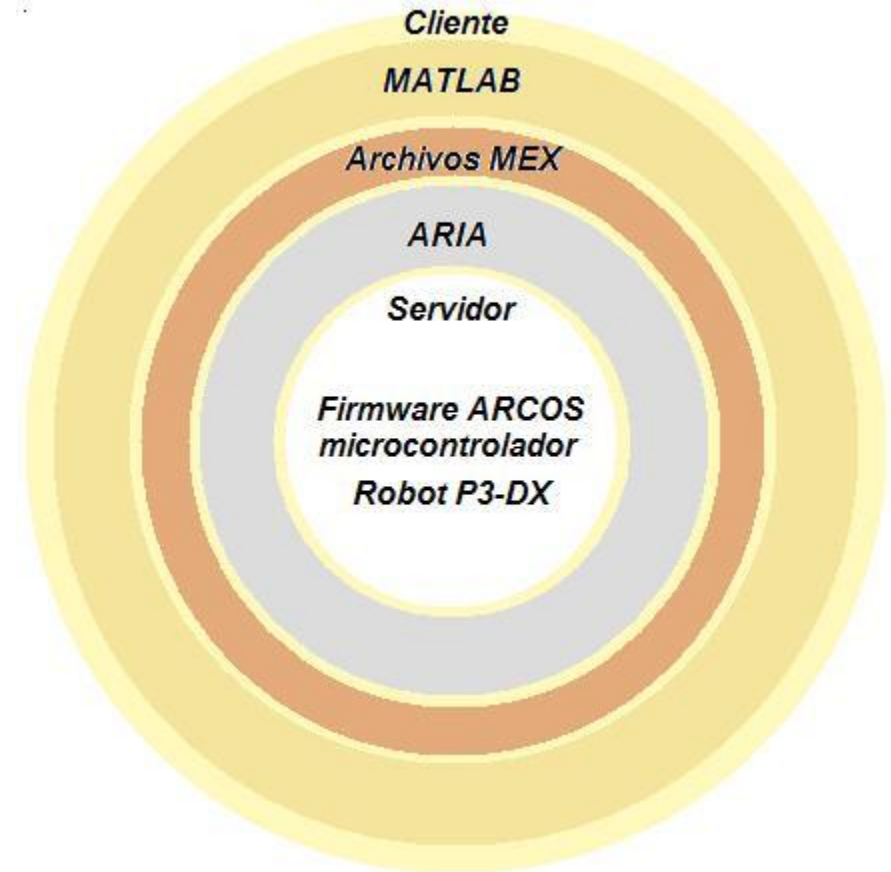 Cliente
MATLAB
Archivos MEX
ARIA
Servidor
Firmware ARCOS
microcontrolador
Robot P3-DX